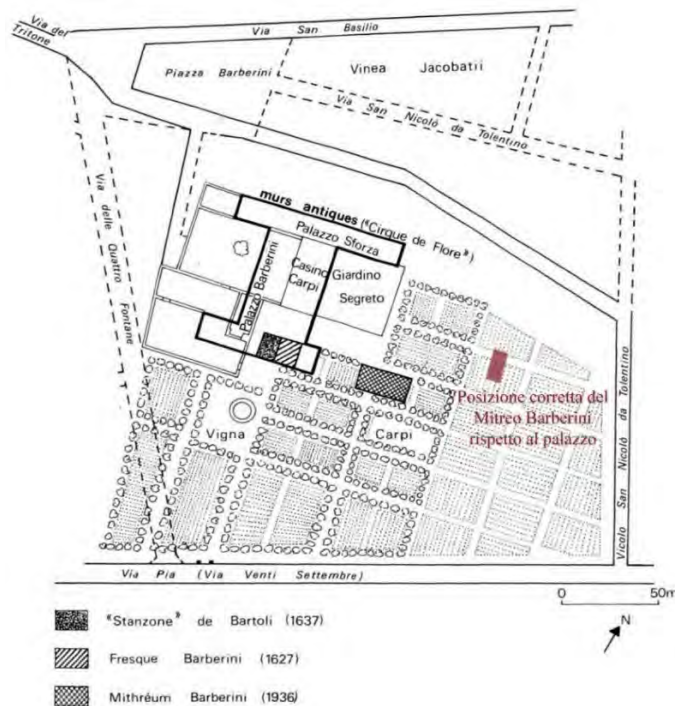 Via del
Tritone
Via San Basilio
Piazza Barberini
Vinea Jacobatii
Via San Nicoló da Tolentino
Via delle Quattro Fontane
murs antiques («Cirque de Flore»)
Palazzo Sforza
Palazzo Barberini
Casino
Carpi
Giardino
Segreto
Posizione corretta del
Mitreo Barberini
rispetto al palazzo
Vigna
Carpi
Vicolo San Nicoló da Tolentino
Via Pia (Via Venti Settembre)
0 50m
N
«Stanzone» de Bartoli (1637)
Fresque Barberini (1627)
Mithréum Barberini (1936)